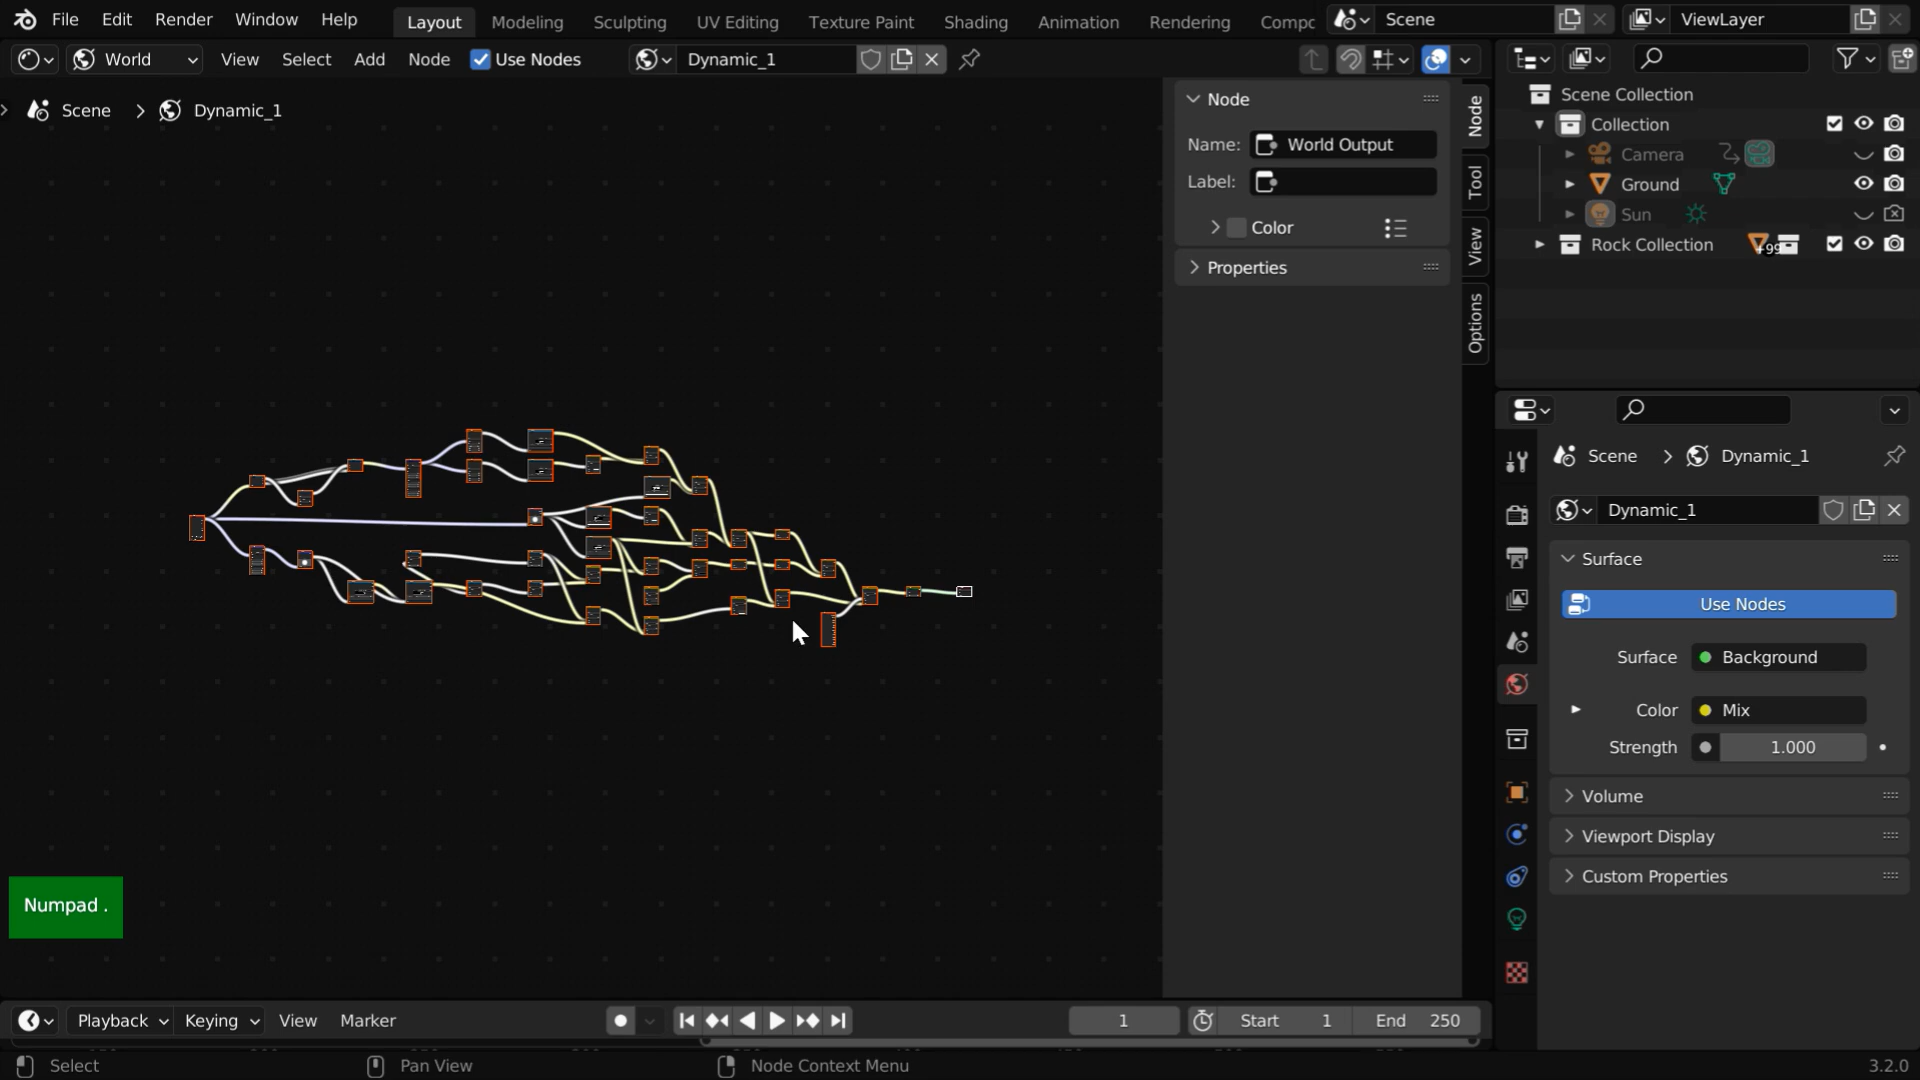 File Edit Render Window Help Layout Modeling Sculpting UV Editing Texture Paint Shading Animation Rendering Compc Scene ViewLayer
World View Select Add Node Use Nodes Dynamic_1
Scene Dynamic_1
Node
Name: World Output
Label:
Color
Properties
Node
Tool
View
Options
Scene Collection
Collection
Camera
Ground
Sun
Rock Collection +99
Scene Dynamic_1
Dynamic_1
Surface
Use Nodes
Surface Background
Color Mix
Strength 1.000
Volume
Viewport Display
Custom Properties
Numpad .
Playback Keying View Marker 1 Start 1 End 250
Select Pan View Node Context Menu 3.2.0